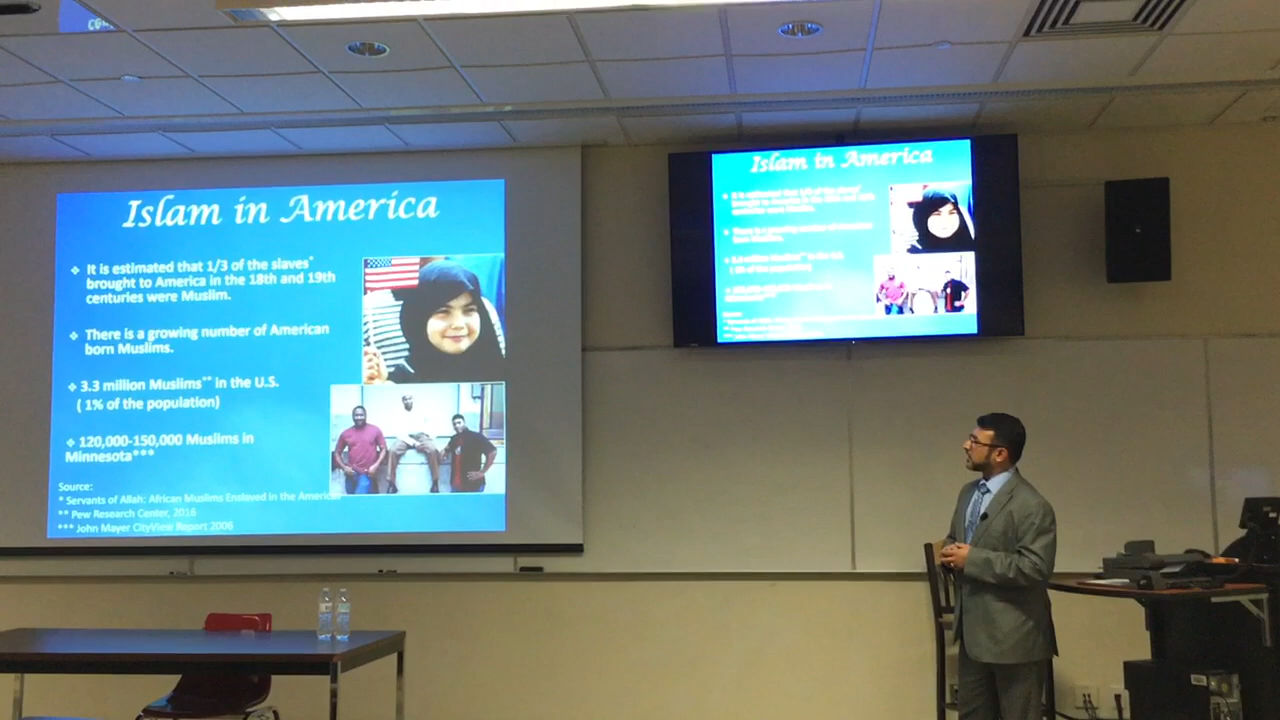 Islam in America
❖ It is estimated that 1/3 of the slaves*
brought to America in the 18th and 19th
centuries were Muslim.
❖ There is a growing number of American
born Muslims.
❖ 3.3 million Muslims** in the U.S.
( 1% of the population)
❖ 120,000-150,000 Muslims in
Minnesota***
Source:
* Servants of Allah: African Muslims Enslaved in the Americas
** Pew Research Center, 2016
*** John Mayer CityView Report 2006
Islam in America